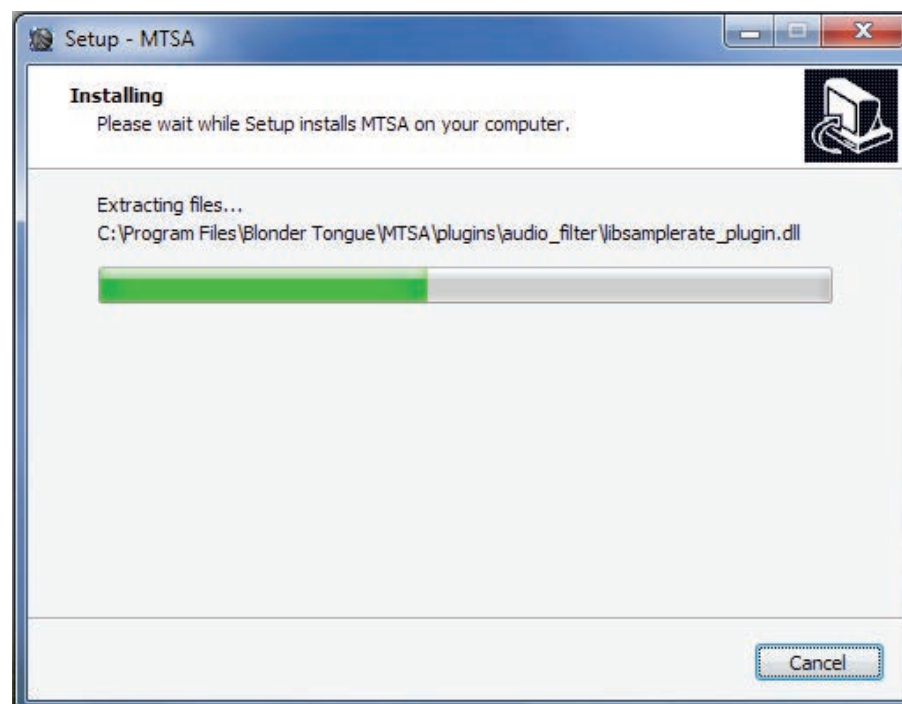 Setup - MTSA
Installing
Please wait while Setup installs MTSA on your computer.
Extracting files...
C:\Program Files\Blonder Tongue\MTSA\plugins\audio_filter\libsamplerate_plugin.dll
Cancel